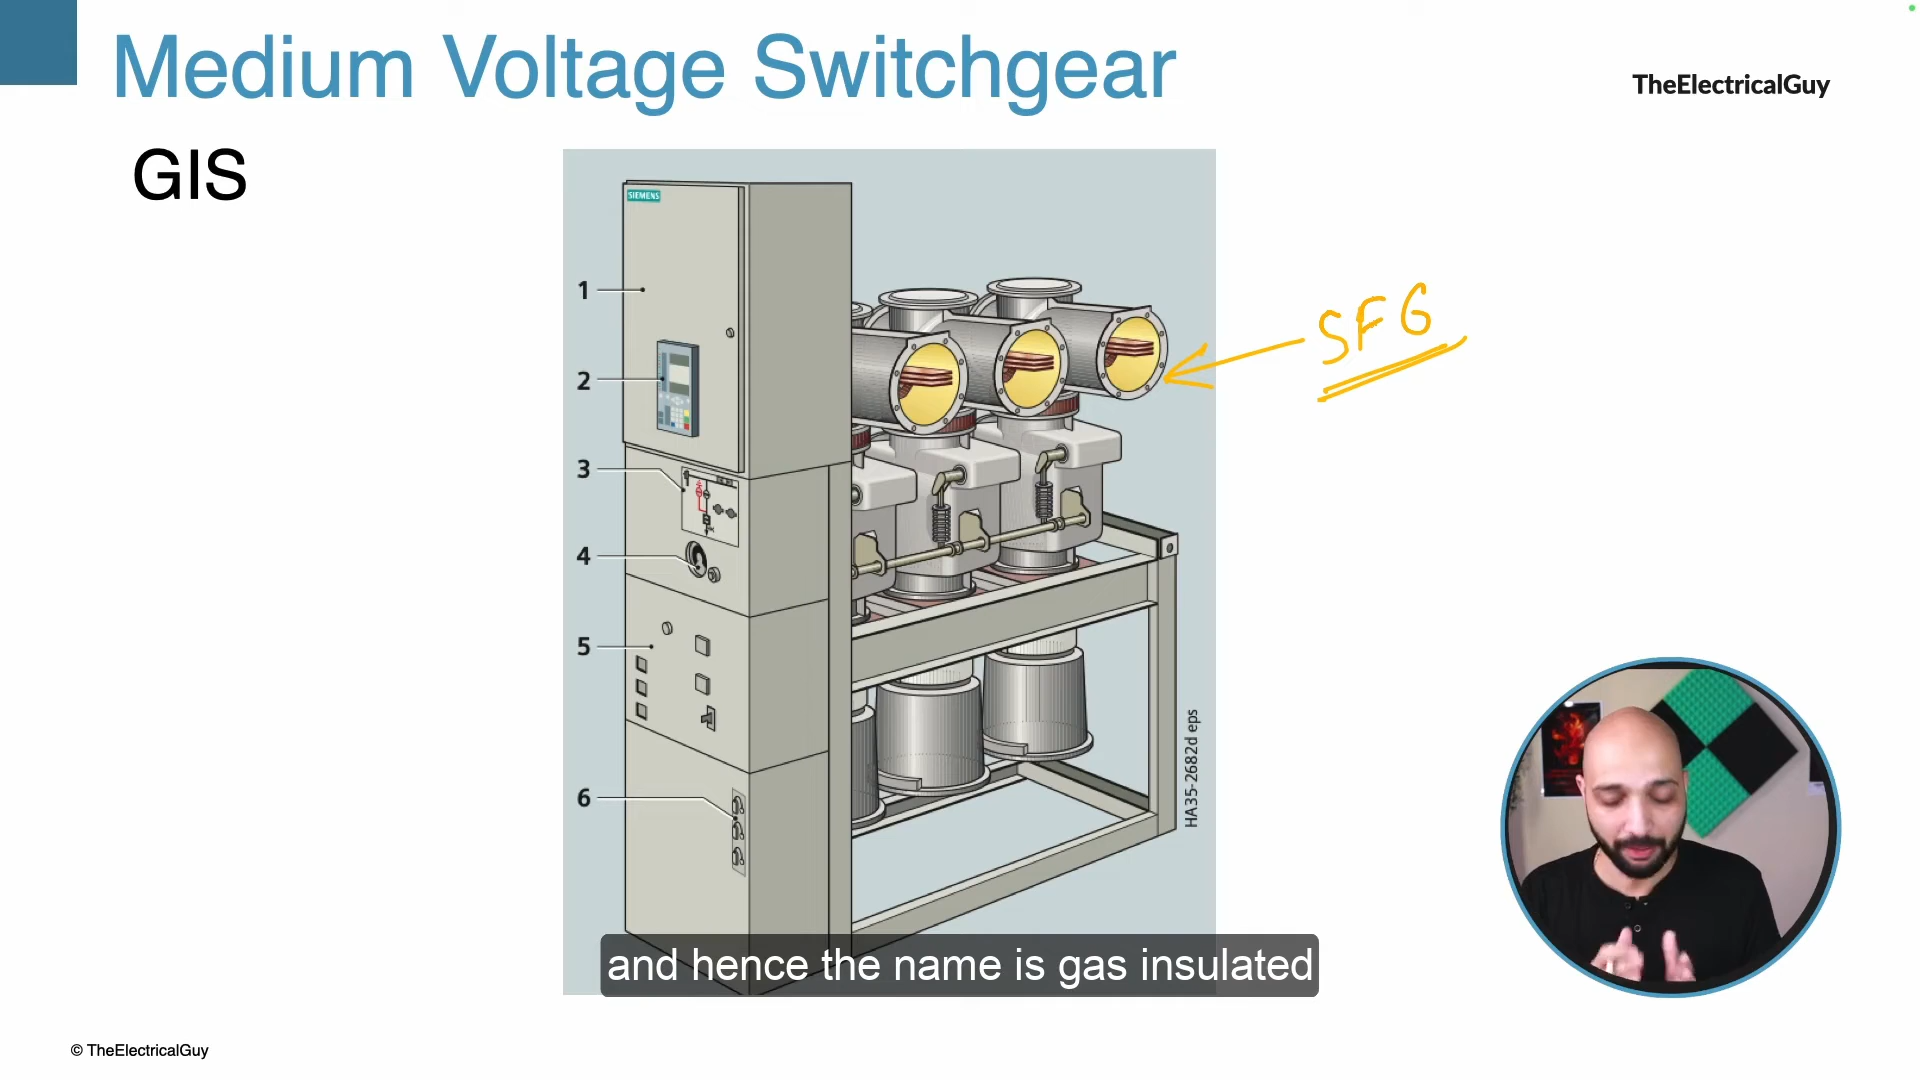 Medium Voltage Switchgear
TheElectricalGuy
GIS
SIEMENS
1
2
3
4
5
6
SF6
HA35-2682d eps
and hence the name is gas insulated
© TheElectricalGuy